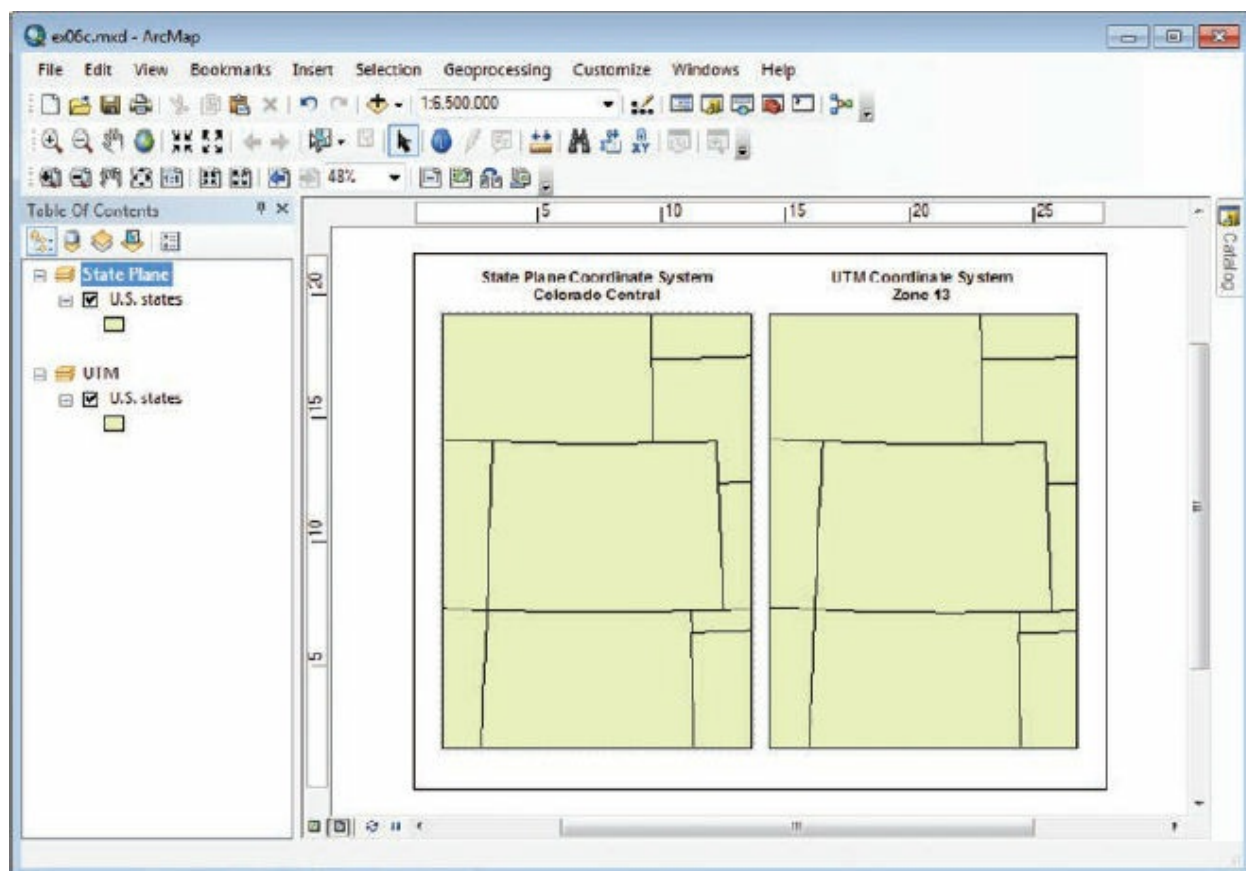 ex06c.mxd - ArcMap
File Edit View Bookmarks Insert Selection Geoprocessing Customize Windows Help
1:6,500,000
48%
Table Of Contents
State Plane
U.S. states
UTM
U.S. states
5 10 15 20 25
20
15
10
5
State Plane Coordinate System
Colorado Central
UTM Coordinate System
Zone 13
Catalog